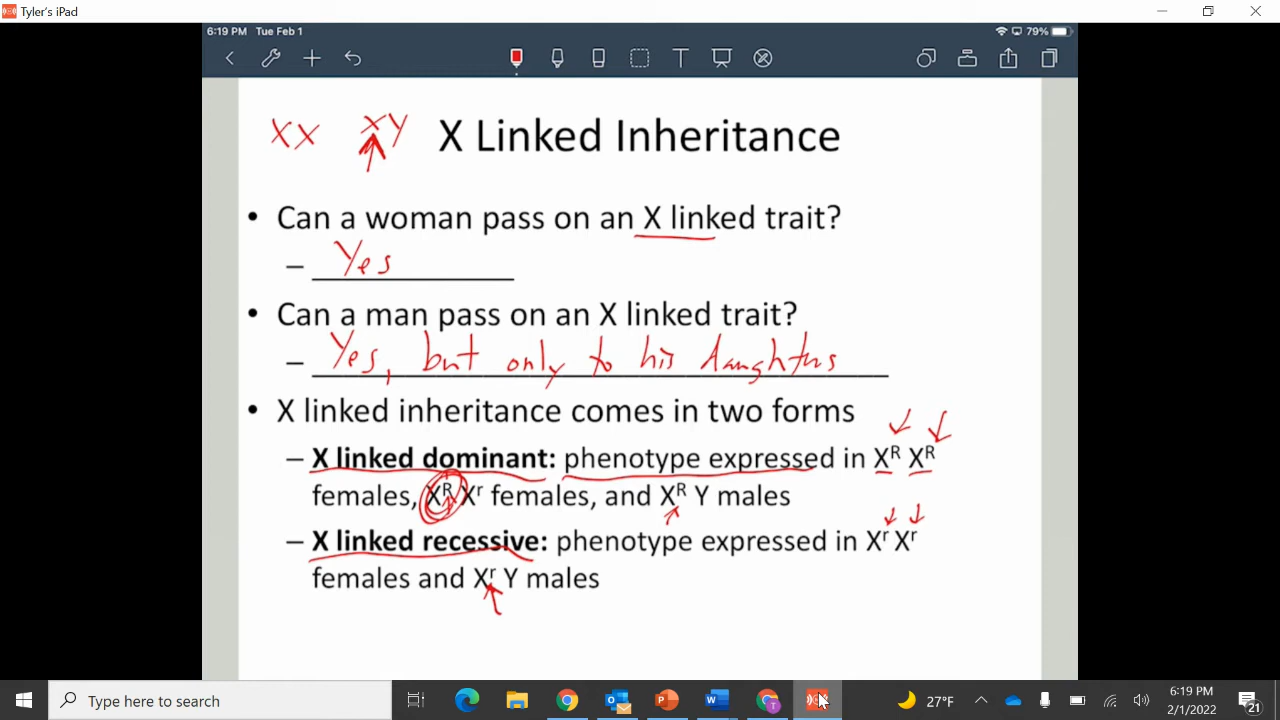 Tyler's iPad
6:19 PM Tue Feb 1
79%
T
XX XY X Linked Inheritance
• Can a woman pass on an X linked trait?
– Yes
• Can a man pass on an X linked trait?
– Yes, but only to his daughters
• X linked inheritance comes in two forms
– X linked dominant: phenotype expressed in Xᴿ Xᴿ
females, Xᴿ Xʳ females, and Xᴿ Y males
– X linked recessive: phenotype expressed in Xʳ Xʳ
females and Xʳ Y males
Type here to search
27°F
6:19 PM
2/1/2022
21